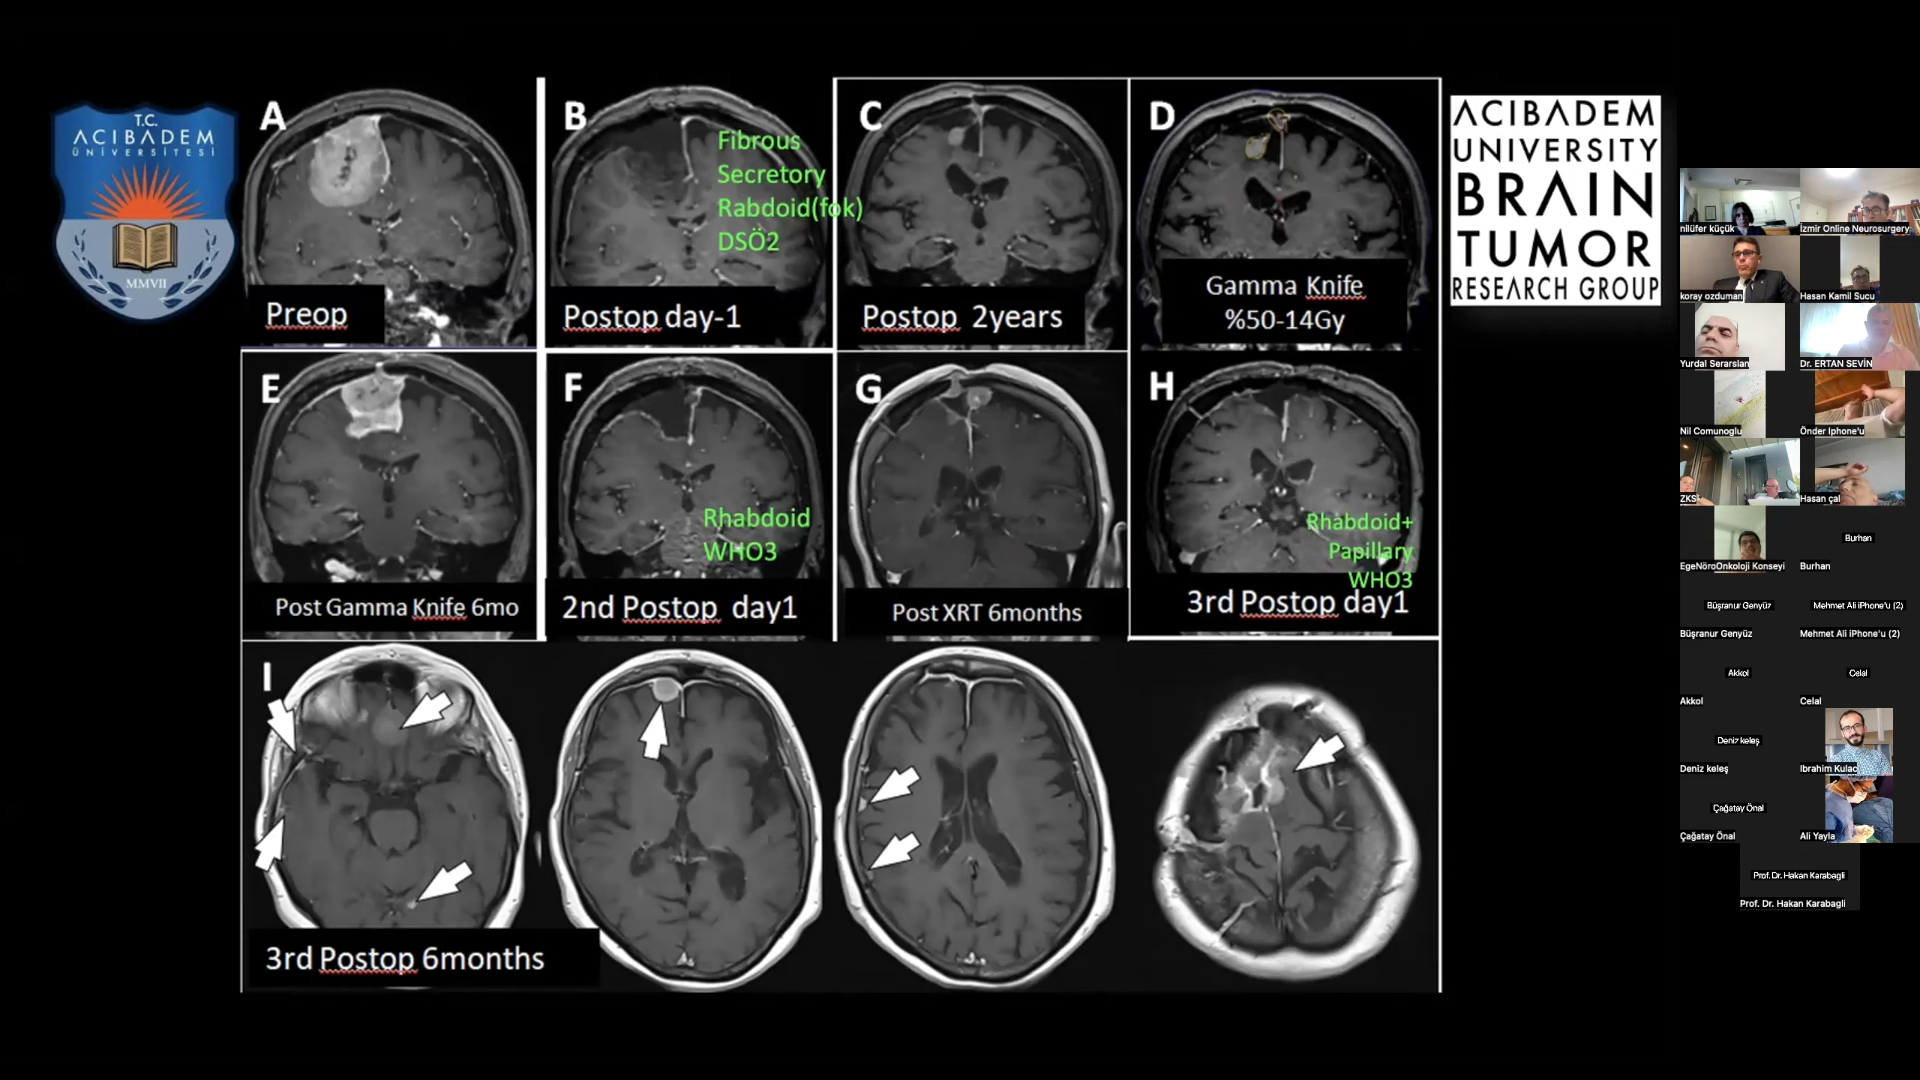 T.C.
ACIBADEM
ÜNİVERSİTESİ
MMVII
A
Preop
B
Fibrous
Secretory
Rabdoid(fok)
DSÖ2
Postop day-1
C
Postop 2years
D
Gamma Knife
%50-14Gy
E
Post Gamma Knife 6mo
F
Rhabdoid
WHO3
2nd Postop day1
G
Post XRT 6months
H
Rhabdoid+
Papillary
WHO3
3rd Postop day1
I
3rd Postop 6months
ACIBADEM
UNIVERSITY
BRAIN
TUMOR
RESEARCH GROUP
nilüfer küçük
İzmir Online Neurosurgery
koray ozduman
Hasan Kamil Sucu
Yurdal Serarslan
Dr. ERTAN SEVİN
Nil Comunoglu
Önder Iphone'u
ZKS
Hasan çal
EgeNöroOnkoloji Konseyi
Burhan
Burhan
Büşranur Genyüz
Mehmet Ali iPhone'u (2)
Büşranur Genyüz
Mehmet Ali iPhone'u (2)
Akkol
Celal
Akkol
Celal
Deniz keleş
Deniz keleş
Ibrahim Kulac
Çağatay Önal
Çağatay Önal
Ali Yayla
Prof. Dr. Hakan Karabagli
Prof. Dr. Hakan Karabagli